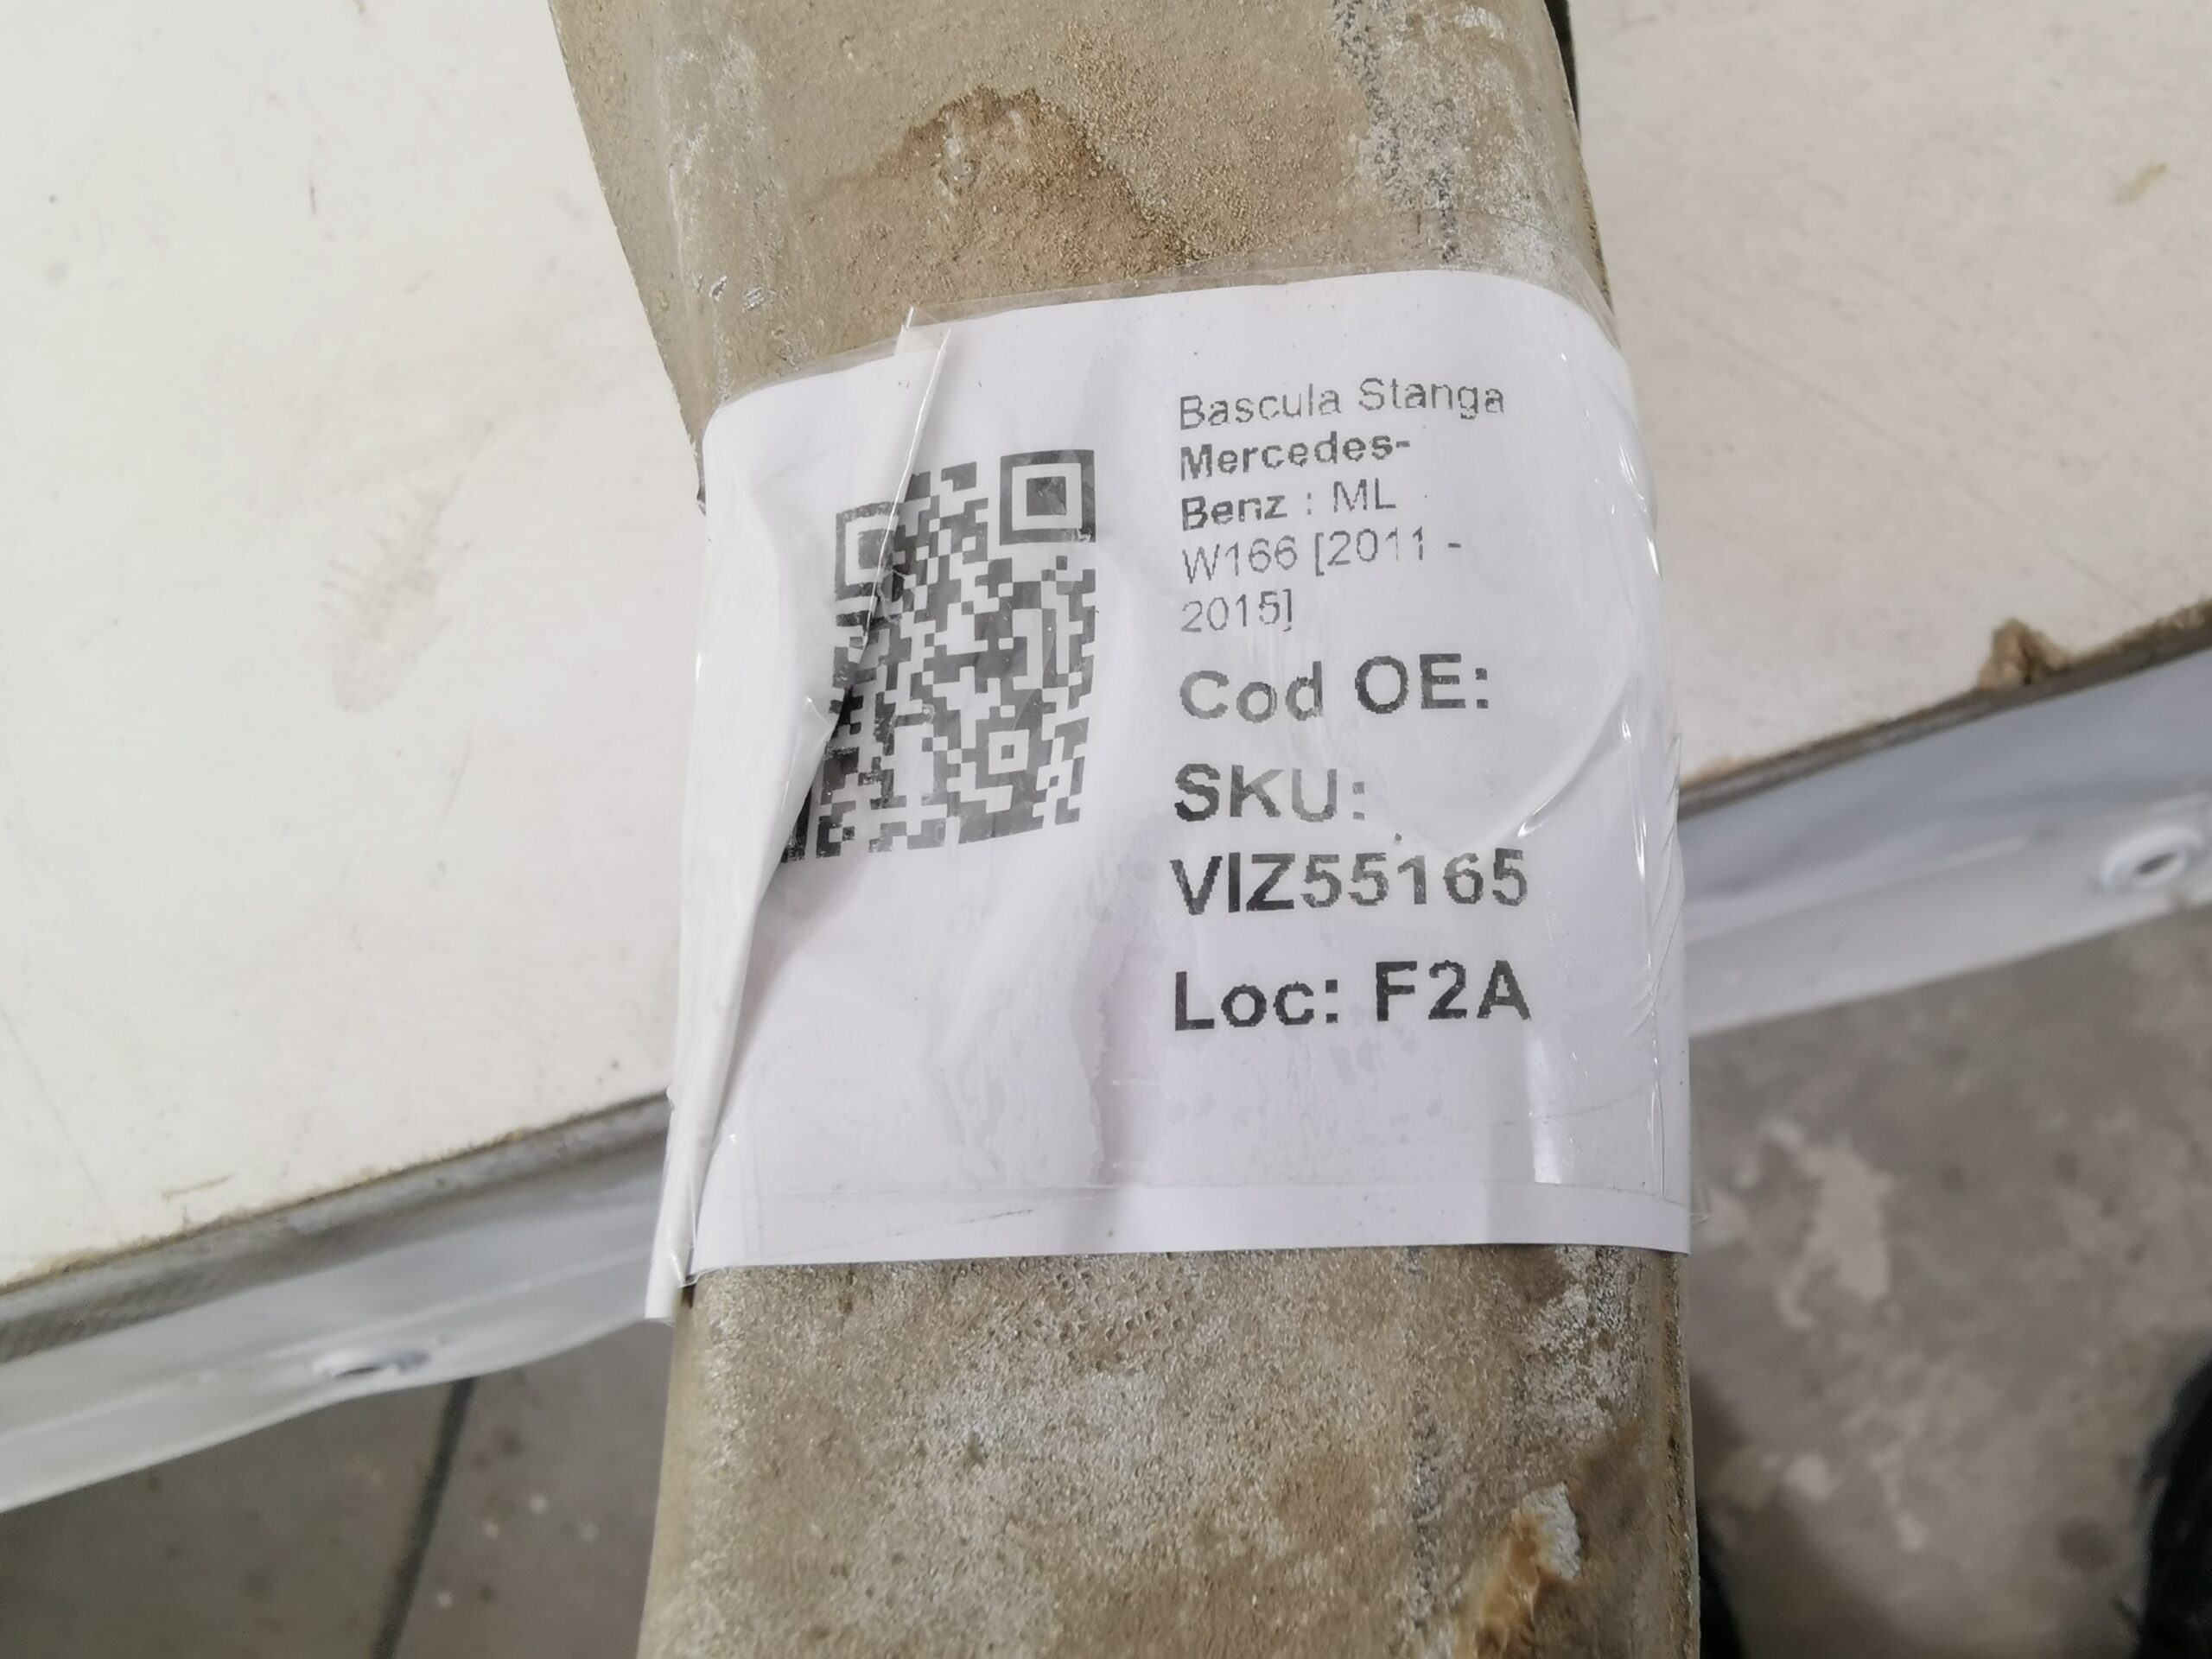 Bascula Stanga
Mercedes-
Benz : ML
W166 [2011 -
2015]
Cod OE:
SKU:
VIZ55165
Loc: F2A